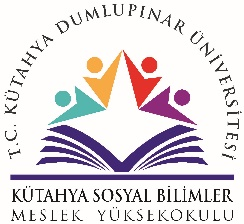 T.C. KÜTAHYA DUMLUPINAR ÜNİVERSİTESİ
KÜTAHYA SOSYAL BİLİMLER
MESLEK YÜKSEKOKULU